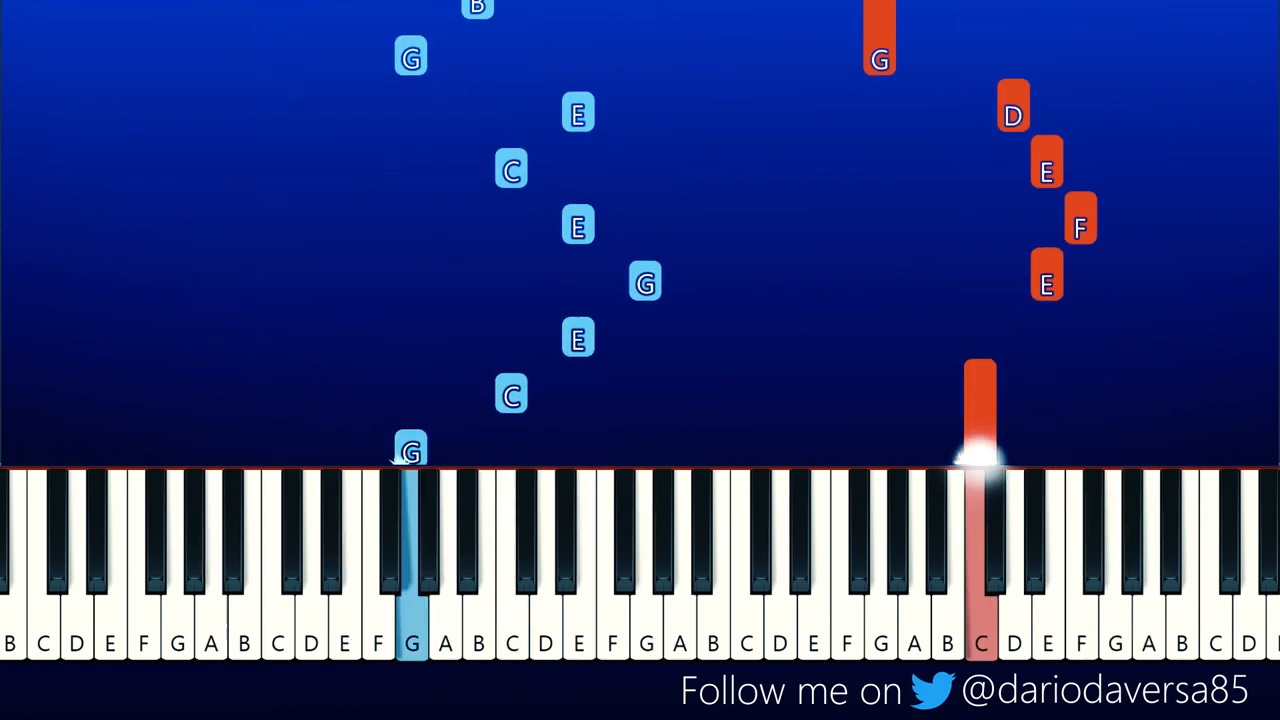 B
G G
E D
C E
E F
G E
E
C
G
B C D E F G A B C D E F G A B C D E F G A B C D E F G A B C D E F G A B C D
Follow me on @dariodaversa85